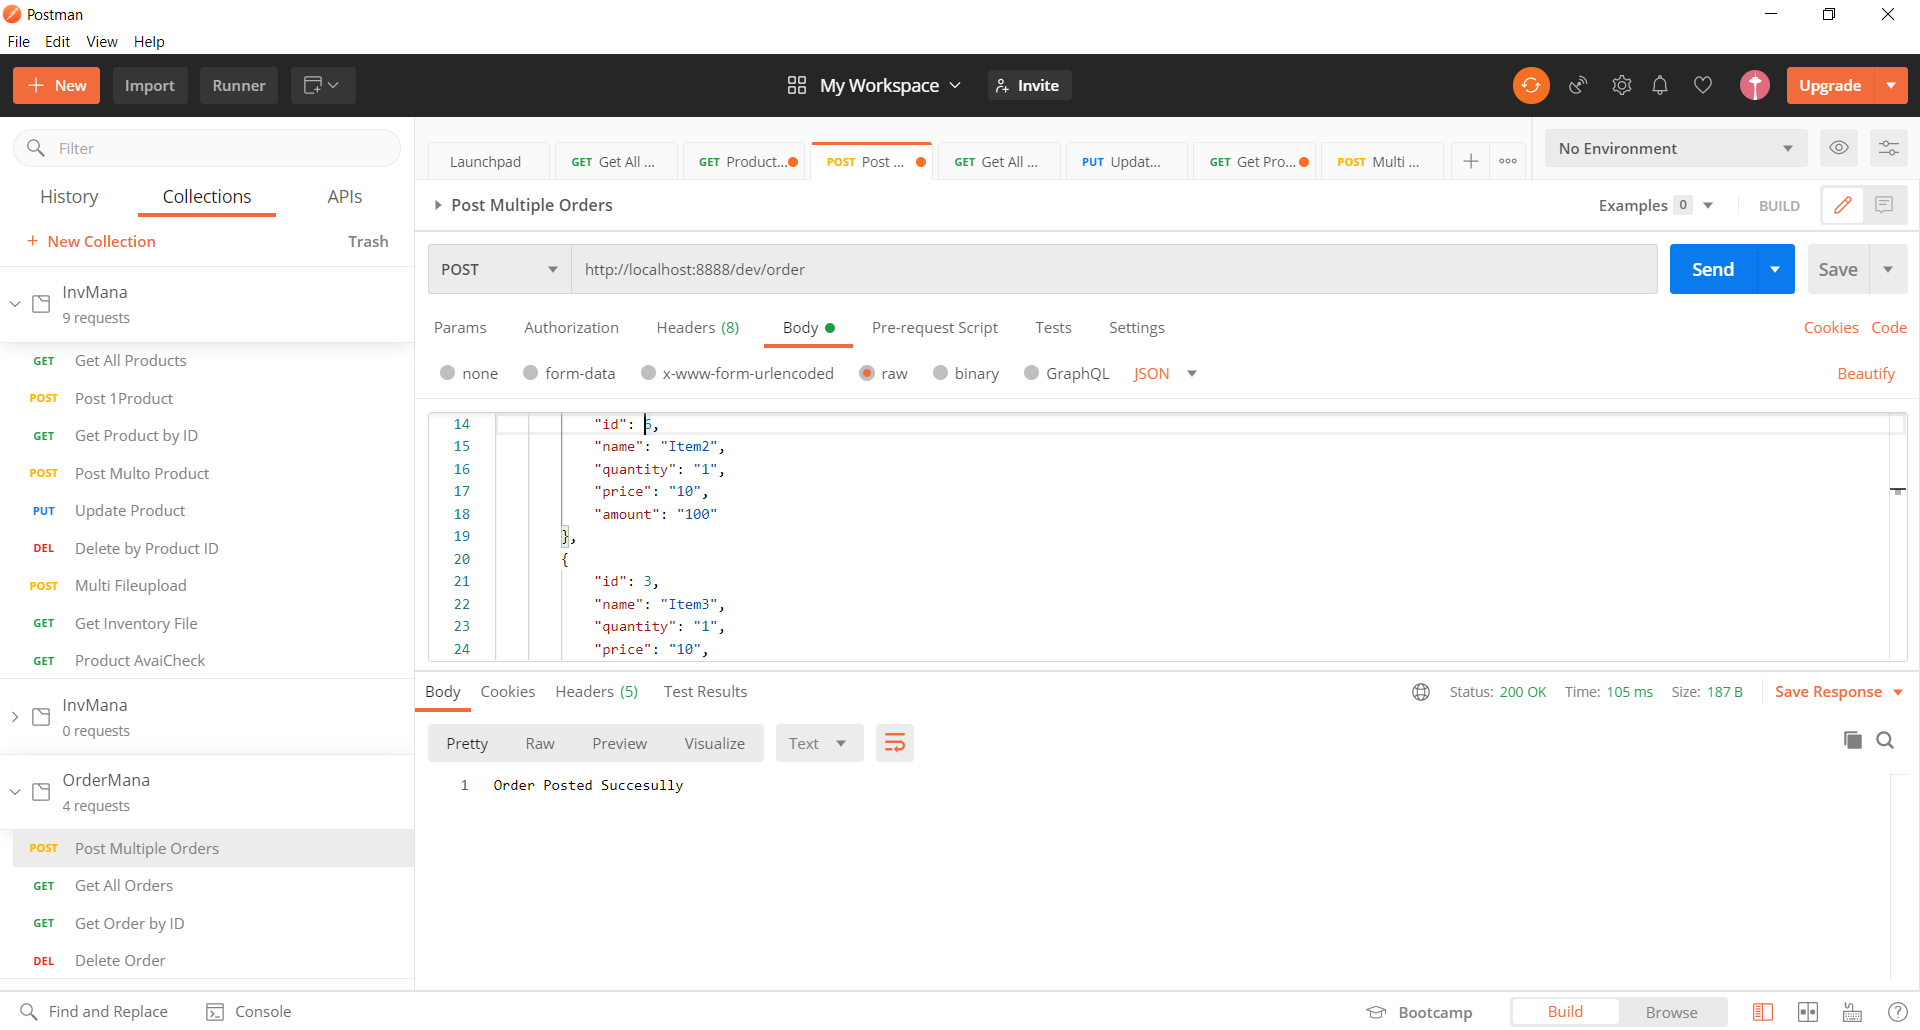 Postman
File Edit View Help
New Import Runner My Workspace Invite Upgrade
Filter
History Collections APIs
+ New Collection Trash
InvMana
9 requests
GET Get All Products
POST Post 1Product
GET Get Product by ID
POST Post Multo Product
PUT Update Product
DEL Delete by Product ID
POST Multi Fileupload
GET Get Inventory File
GET Product AvaiCheck
InvMana
0 requests
OrderMana
4 requests
POST Post Multiple Orders
GET Get All Orders
GET Get Order by ID
DEL Delete Order
Launchpad GET Get All ... GET Product... POST Post ... GET Get All ... PUT Updat... GET Get Pro... POST Multi ... No Environment
Post Multiple Orders Examples 0 BUILD
POST http://localhost:8888/dev/order Send Save
Params Authorization Headers (8) Body Pre-request Script Tests Settings Cookies Code
none form-data x-www-form-urlencoded raw binary GraphQL JSON Beautify
14 "id": 6,
15 "name": "Item2",
16 "quantity": "1",
17 "price": "10",
18 "amount": "100"
19 },
20 {
21 "id": 3,
22 "name": "Item3",
23 "quantity": "1",
24 "price": "10",
Body Cookies Headers (5) Test Results Status: 200 OK Time: 105 ms Size: 187 B Save Response
Pretty Raw Preview Visualize Text
1 Order Posted Succesully
Find and Replace Console Bootcamp Build Browse